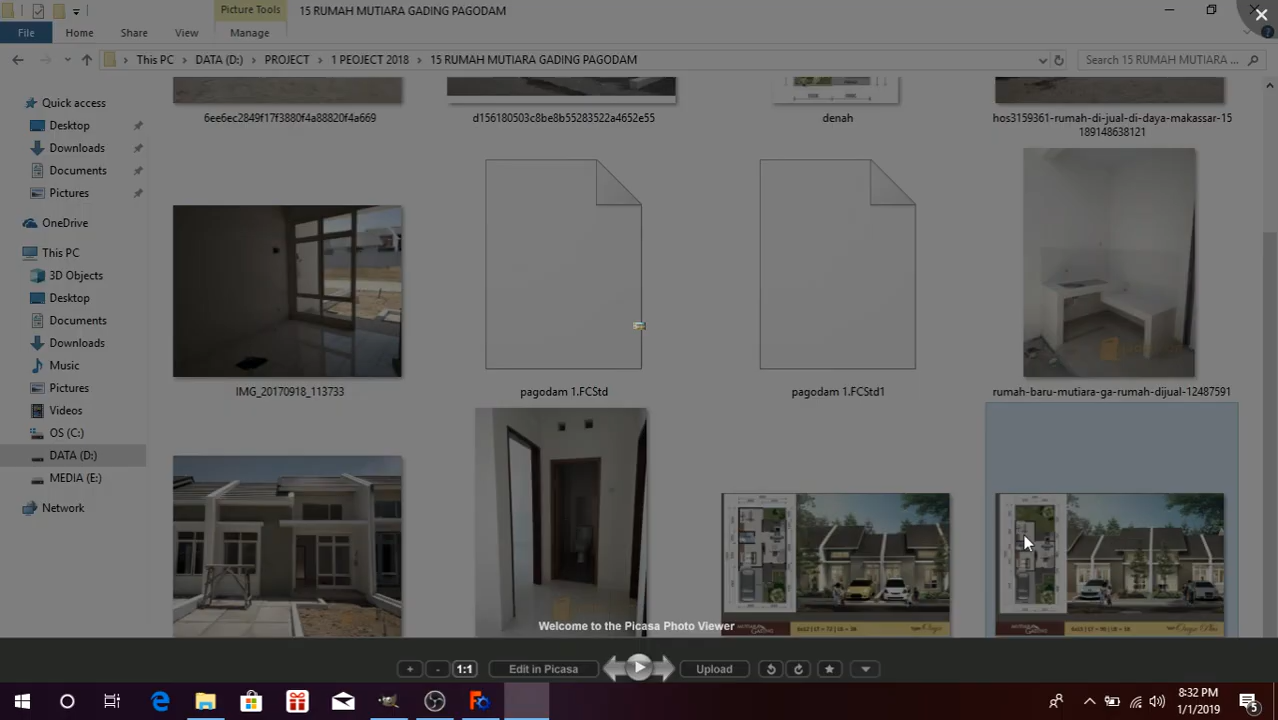 Picture Tools
15 RUMAH MUTIARA GADING PAGODAM
File
Home
Share
View
Manage
This PC
DATA (D:)
PROJECT
1 PEOJECT 2018
15 RUMAH MUTIARA GADING PAGODAM
Search 15 RUMAH MUTIARA ...
Quick access
Desktop
Downloads
Documents
Pictures
OneDrive
This PC
3D Objects
Desktop
Documents
Downloads
Music
Pictures
Videos
OS (C:)
DATA (D:)
MEDIA (E:)
Network
6ee6ec2849f17f3880f4a88820f4a669
d156180503c8be8b55283522a4652e55
denah
hos3159361-rumah-di-jual-di-daya-makassar-15
189148638121
IMG_20170918_113733
pagodam 1.FCStd
pagodam 1.FCStd1
rumah-baru-mutiara-ga-rumah-dijual-12487591
Welcome to the Picasa Photo Viewer
+
-
1:1
Edit in Picasa
Upload
8:32 PM
1/1/2019
5